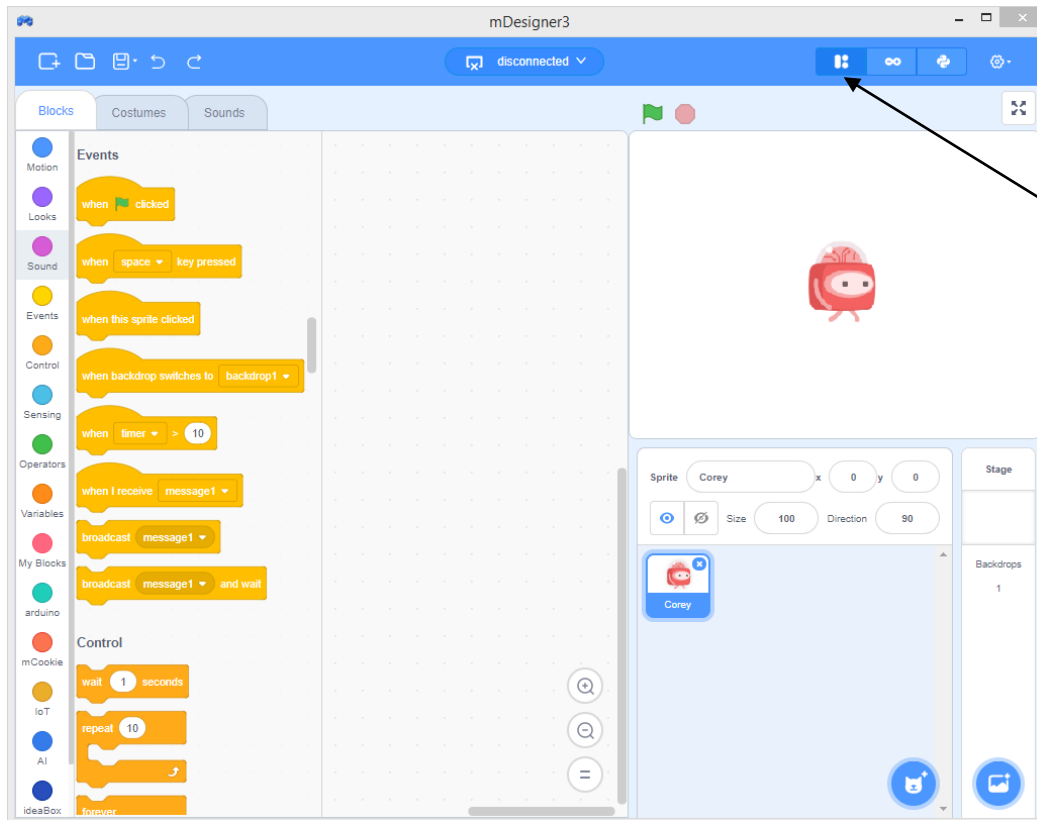 mDesigner3
disconnected
Blocks
Costumes
Sounds
Motion
Looks
Sound
Events
Control
Sensing
Operators
Variables
My Blocks
arduino
mCookie
IoT
AI
ideaBox
Events
when clicked
when space key pressed
when this sprite clicked
when backdrop switches to backdrop1
when timer > 10
when I receive message1
broadcast message1
broadcast message1 and wait
Control
wait 1 seconds
repeat 10
forever
Sprite Corey x 0 y 0
Size 100 Direction 90
Corey
Stage
Backdrops
1